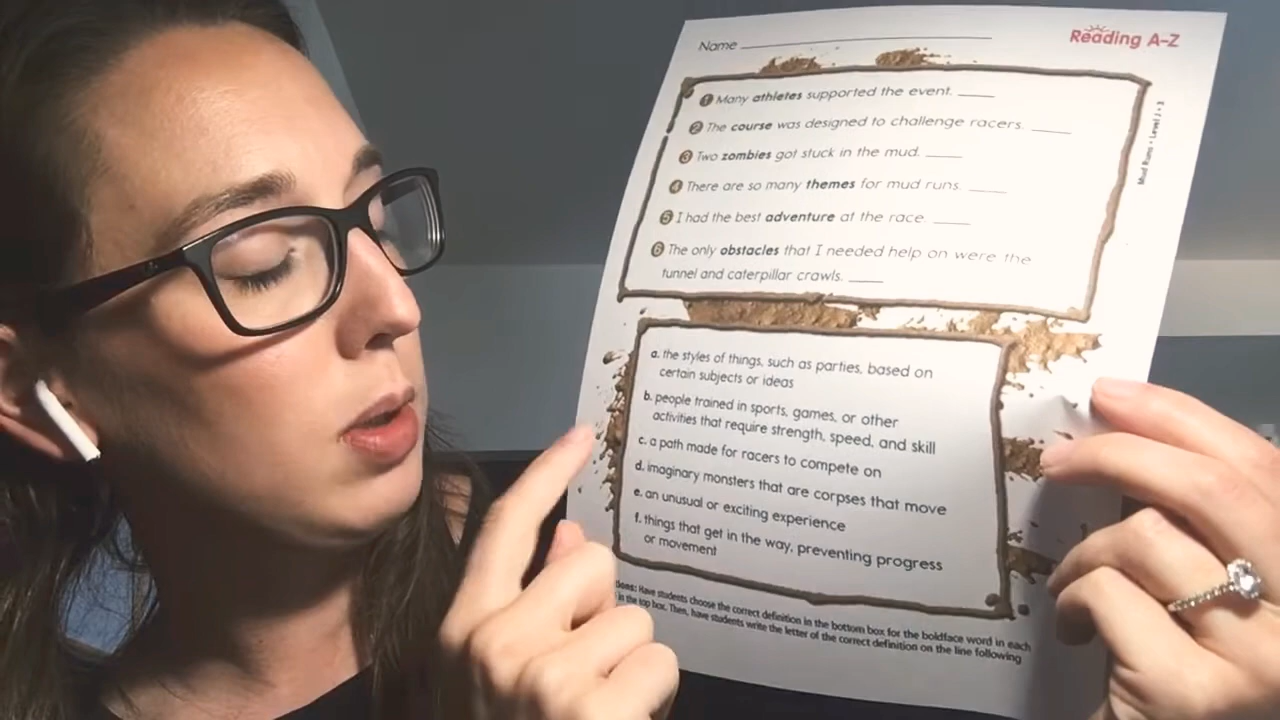 Name
Reading A-Z
1 Many athletes supported the event.
2 The course was designed to challenge racers.
3 Two zombies got stuck in the mud.
4 There are so many themes for mud runs.
5 I had the best adventure at the race.
6 The only obstacles that I needed help on were the
tunnel and caterpillar crawls.
Mud Runs • Level J • 3
a. the styles of things, such as parties, based on
certain subjects or ideas
b. people trained in sports, games, or other
activities that require strength, speed, and skill
c. a path made for racers to compete on
d. imaginary monsters that are corpses that move
e. an unusual or exciting experience
f. things that get in the way, preventing progress
or movement
Have students choose the correct definition in the bottom box for the boldface word in each
in the top box. Then, have students write the letter of the correct definition on the line following